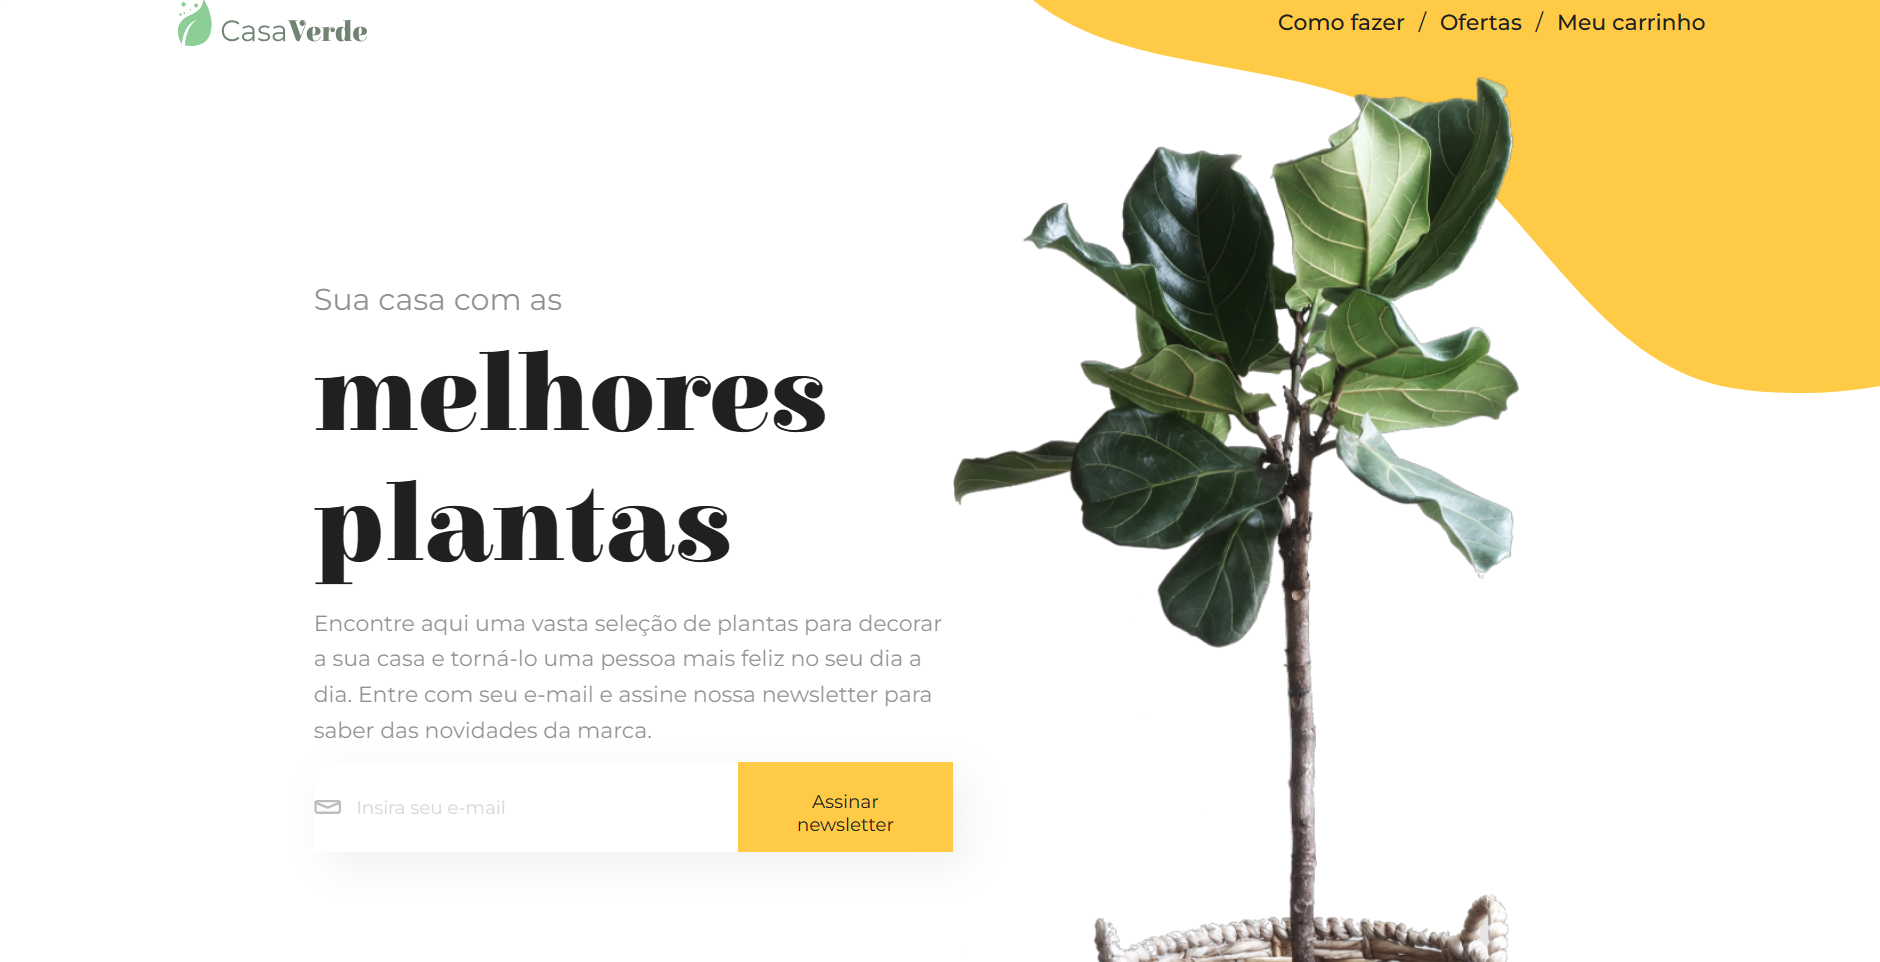 CasaVerde
Como fazer / Ofertas / Meu carrinho
Sua casa com as
melhores
plantas
Encontre aqui uma vasta seleção de plantas para decorar
a sua casa e torná-lo uma pessoa mais feliz no seu dia a
dia. Entre com seu e-mail e assine nossa newsletter para
saber das novidades da marca.
Insira seu e-mail
Assinar
newsletter